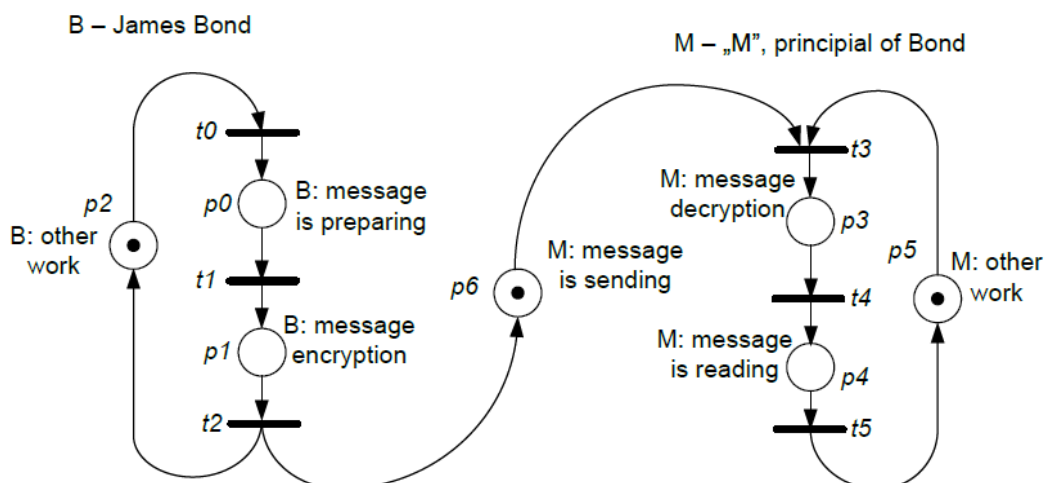 B – James Bond
M – „M”, principial of Bond
t0
p2
B: other
work
p0
B: message
is preparing
t1
p1
B: message
encryption
t2
p6
M: message
is sending
t3
M: message
decryption
p3
p5
M: other
work
t4
M: message
is reading
p4
t5